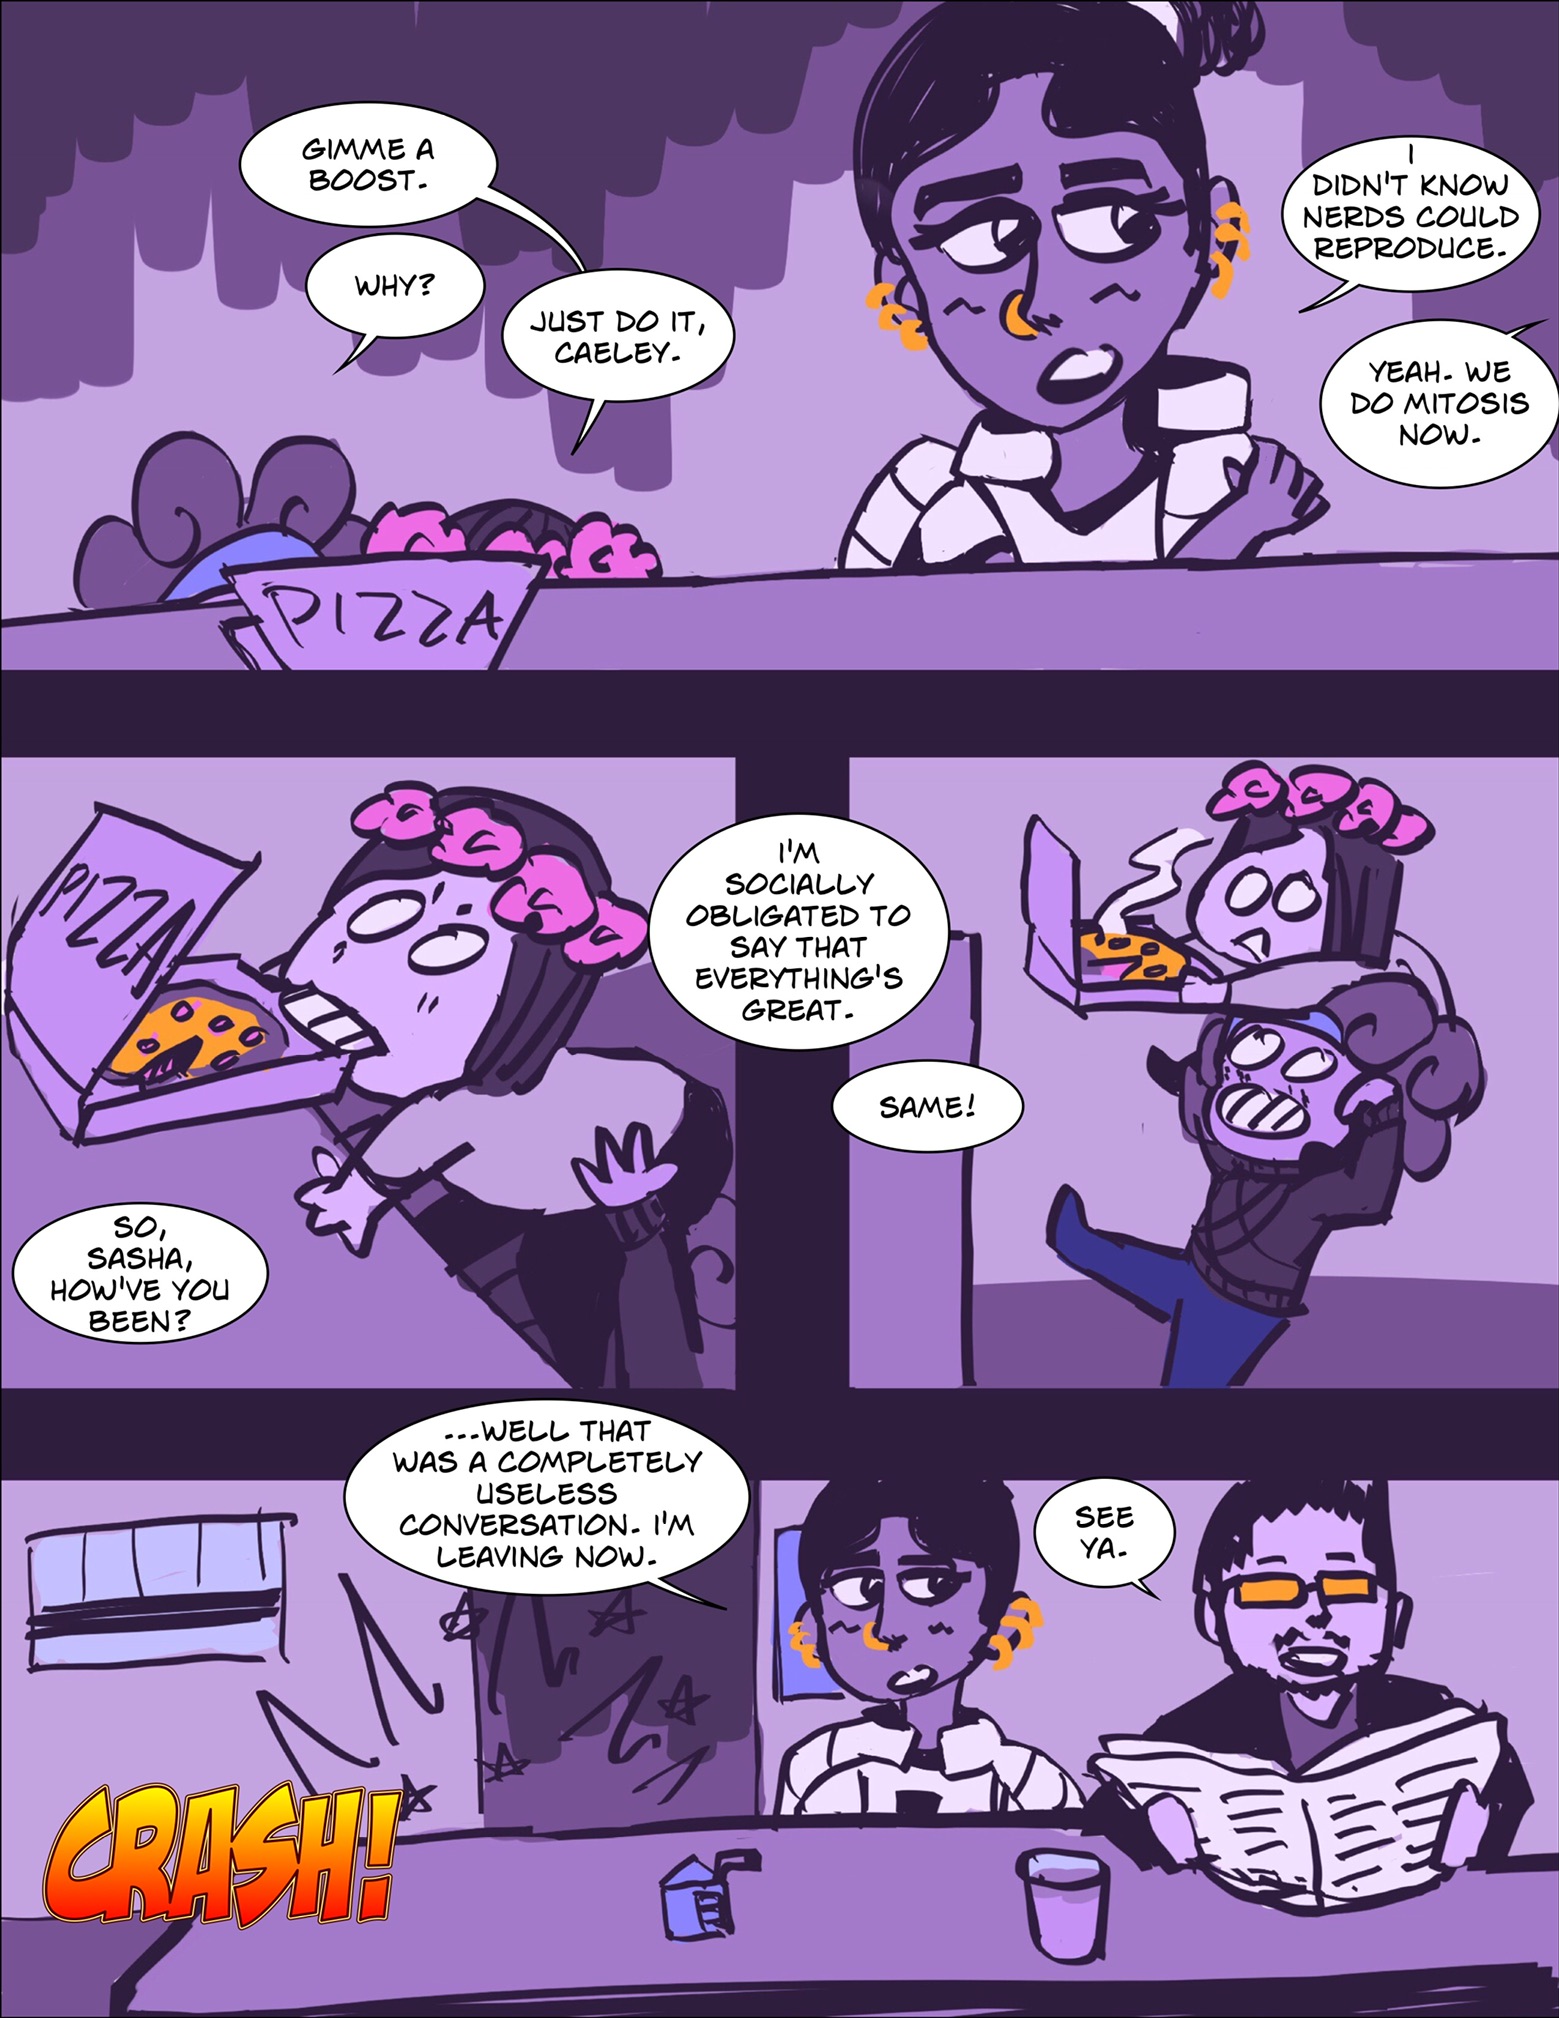 GIMME A
BOOST.
WHY?
JUST DO IT,
CAELEY.
I
DIDN'T KNOW
NERDS COULD
REPRODUCE.
YEAH. WE
DO MITOSIS
NOW.
PIZZA
PIZZA
SO,
SASHA,
HOW'VE YOU
BEEN?
I'M
SOCIALLY
OBLIGATED TO
SAY THAT
EVERYTHING'S
GREAT.
SAME!
...WELL THAT
WAS A COMPLETELY
USELESS
CONVERSATION. I'M
LEAVING NOW.
SEE
YA.
CRASH!